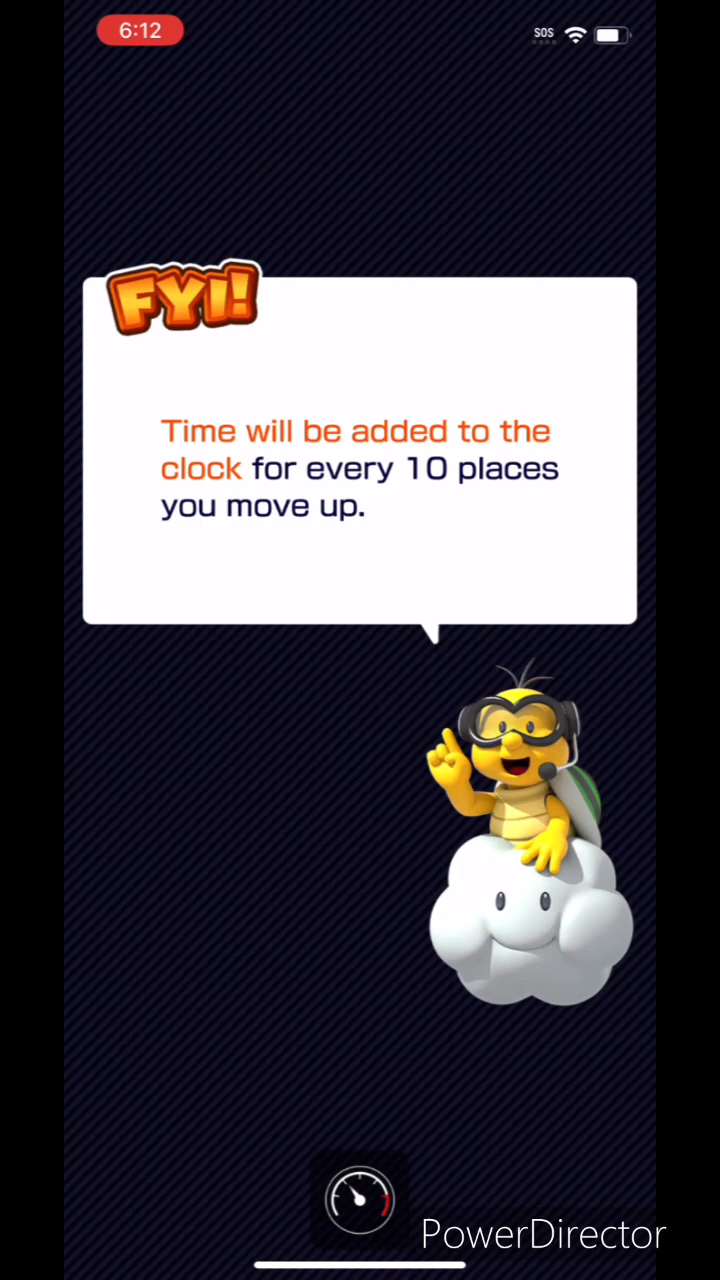 6:12
SOS
FYI!
Time will be added to the
clock for every 10 places
you move up.
PowerDirector